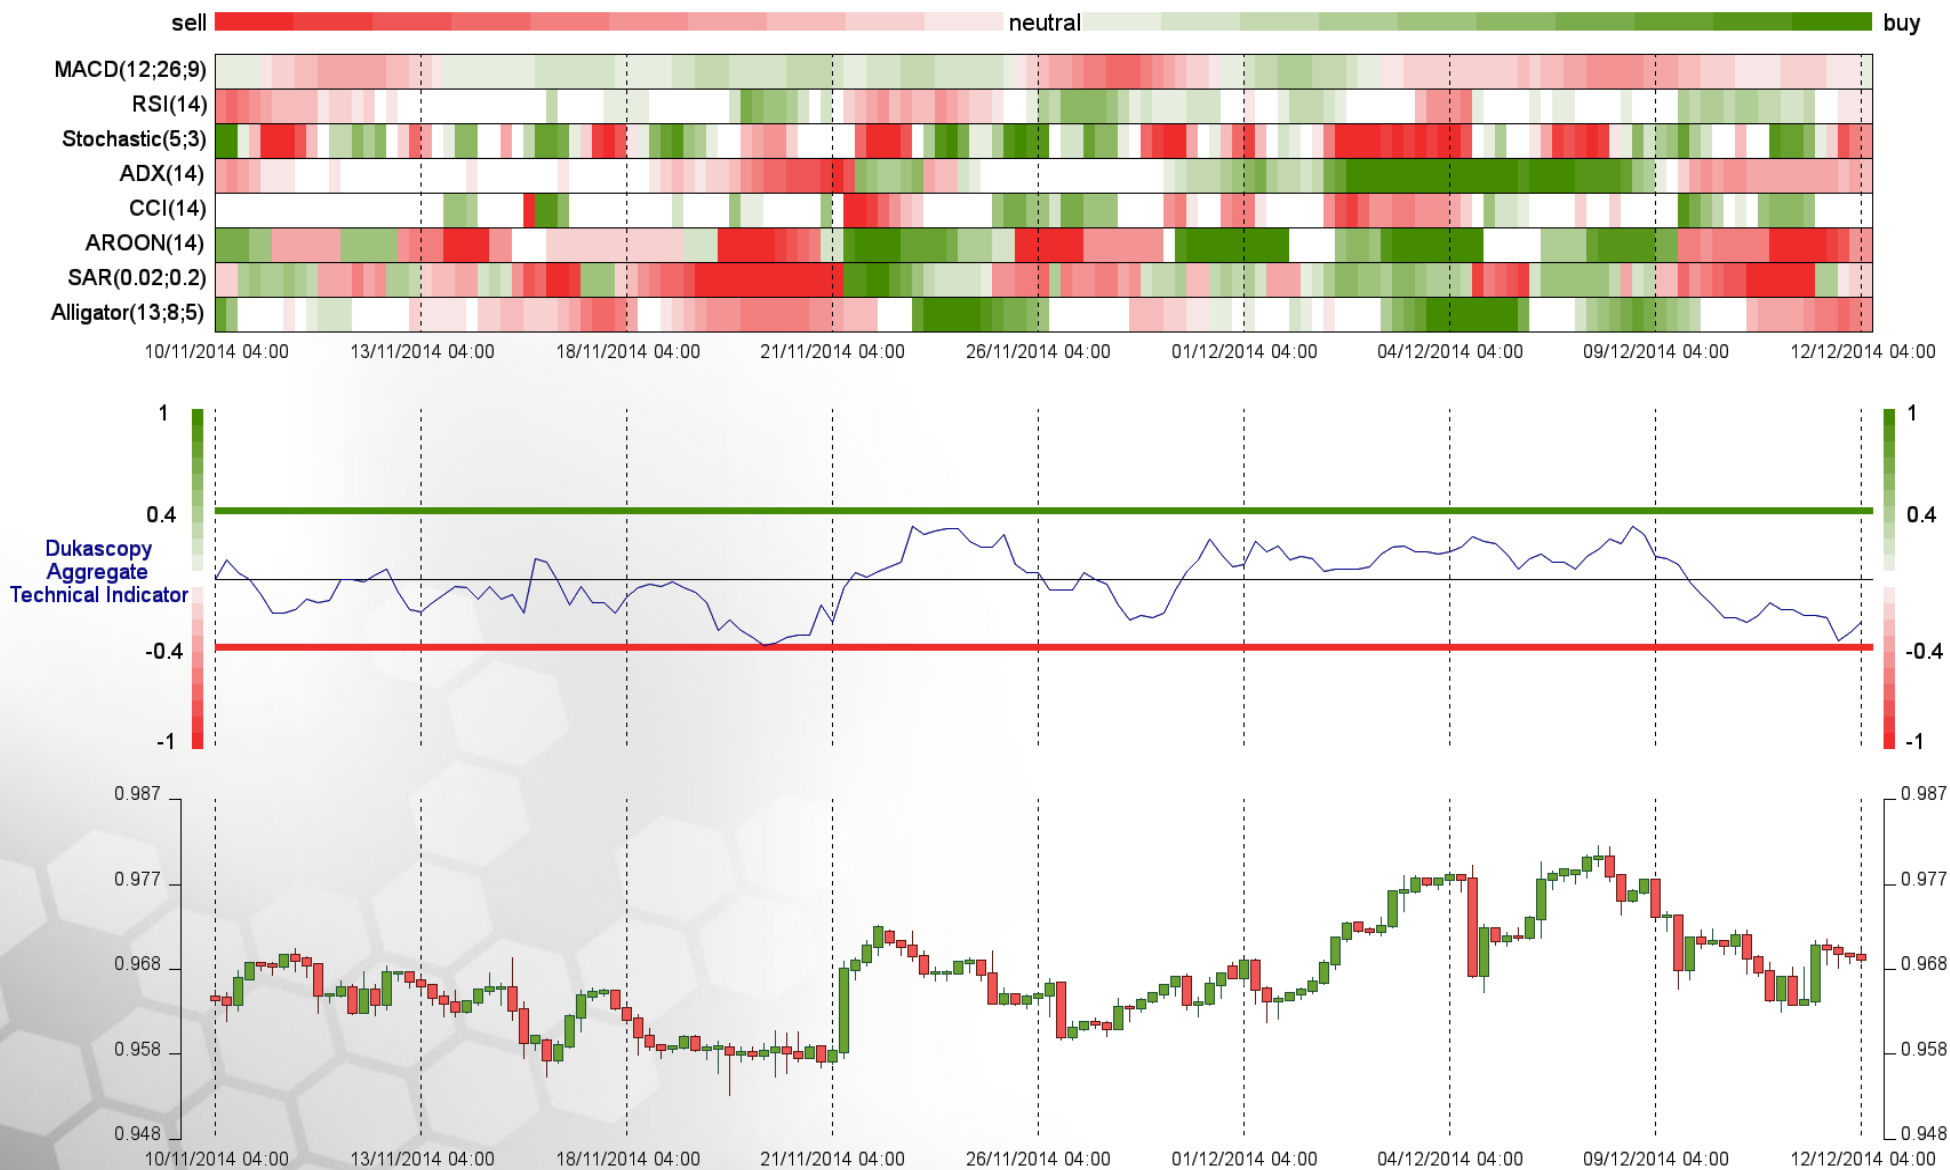 sell neutral buy
MACD(12;26;9)
RSI(14)
Stochastic(5;3)
ADX(14)
CCI(14)
AROON(14)
SAR(0.02;0.2)
Alligator(13;8;5)
10/11/2014 04:00 13/11/2014 04:00 18/11/2014 04:00 21/11/2014 04:00 26/11/2014 04:00 01/12/2014 04:00 04/12/2014 04:00 09/12/2014 04:00 12/12/2014 04:00
1 1
0.4 0.4
Dukascopy
Aggregate
Technical Indicator
-0.4 -0.4
-1 -1
0.987 0.987
0.977 0.977
0.968 0.968
0.958 0.958
0.948 0.948
10/11/2014 04:00 13/11/2014 04:00 18/11/2014 04:00 21/11/2014 04:00 26/11/2014 04:00 01/12/2014 04:00 04/12/2014 04:00 09/12/2014 04:00 12/12/2014 04:00